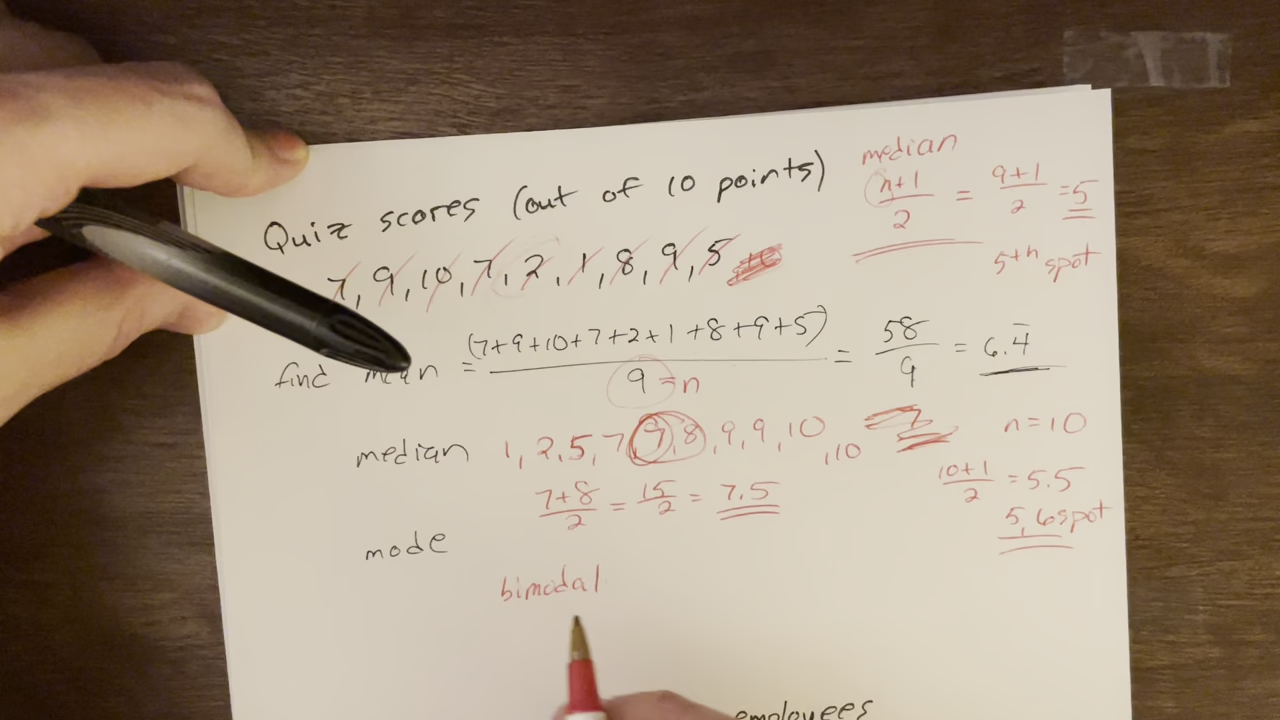 Quiz scores (out of 10 points)
7, 9, 10, 7, 2, 1, 8, 9, 5
median
n+1/2 = 9+1/2 = 5
5th spot
find mean = (7+9+10+7+2+1+8+9+5)/9 = 58/9 = 6.4̅
9 = n
median 1, 2, 5, 7, 7, 8, 9, 9, 10, 10
n=10
7+8/2 = 15/2 = 7.5
10+1/2 = 5.5
5, 6 spot
mode
bimodal
employees